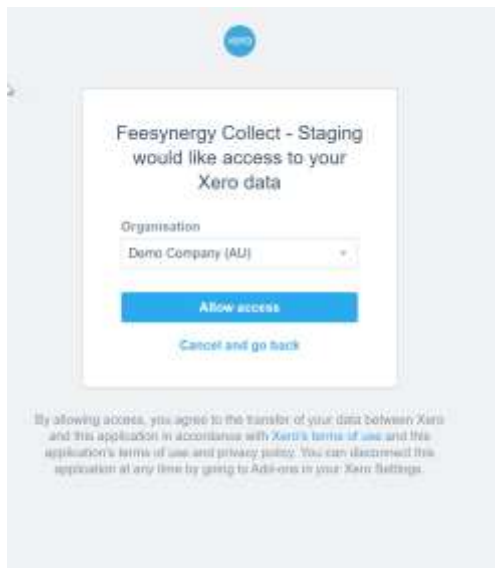 xero
Feesynergy Collect - Staging
would like access to your
Xero data
Organisation
Demo Company (AU)
Allow access
Cancel and go back
By allowing access, you agree to the transfer of your data between Xero
and this application in accordance with Xero's terms of use and this
application's terms of use and privacy policy. You can disconnect this
application at any time by going to Add-ons in your Xero Settings.